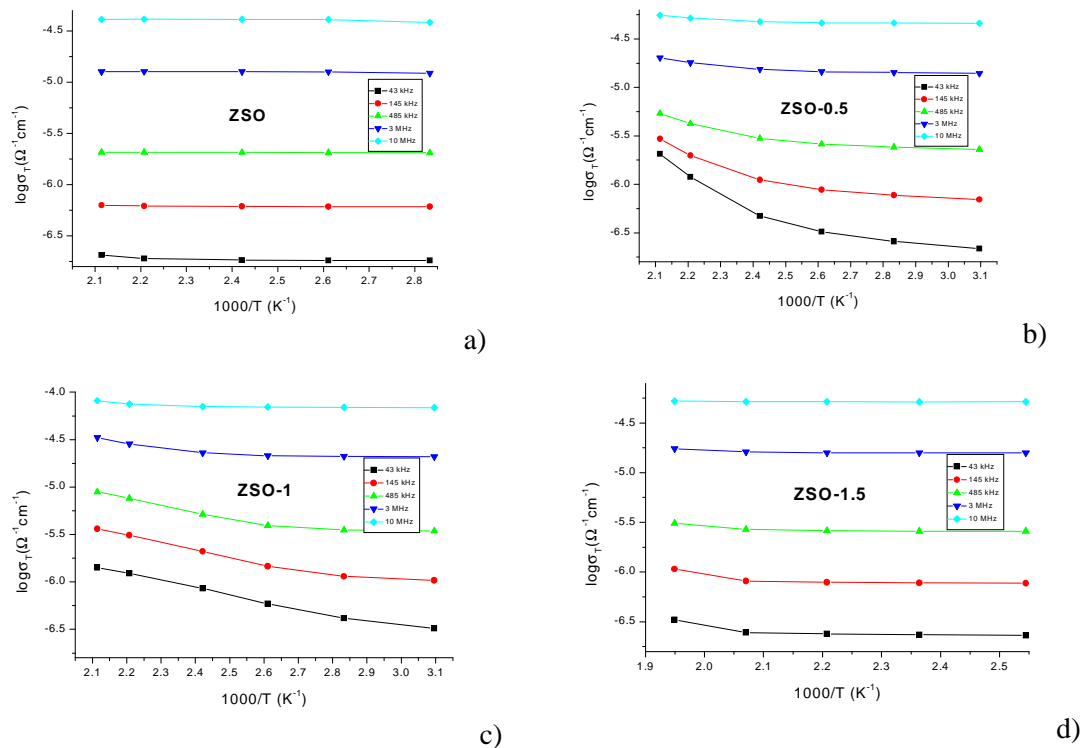 -4.5
-5.0
-5.5
-6.0
-6.5
logσT(Ω-1cm-1)
ZSO
43 kHz
145 kHz
485 kHz
3 MHz
10 MHz
2.1 2.2 2.3 2.4 2.5 2.6 2.7 2.8
1000/T (K-1)
a)
-4.5
-5.0
-5.5
-6.0
-6.5
logσT(Ω-1cm-1)
ZSO-0.5
43 kHz
145 kHz
485 kHz
3 MHz
10 MHz
2.1 2.2 2.3 2.4 2.5 2.6 2.7 2.8 2.9 3.0 3.1
1000/T (K-1)
b)
-4.0
-4.5
-5.0
-5.5
-6.0
-6.5
logσT(Ω-1cm-1)
ZSO-1
43 kHz
145 kHz
485 kHz
3 MHz
10 MHz
2.1 2.2 2.3 2.4 2.5 2.6 2.7 2.8 2.9 3.0 3.1
1000/T (K-1)
c)
-4.5
-5.0
-5.5
-6.0
-6.5
logσT(Ω-1cm-1)
ZSO-1.5
43 kHz
145 kHz
485 kHz
3 MHz
10 MHz
1.9 2.0 2.1 2.2 2.3 2.4 2.5
1000/T (K-1)
d)